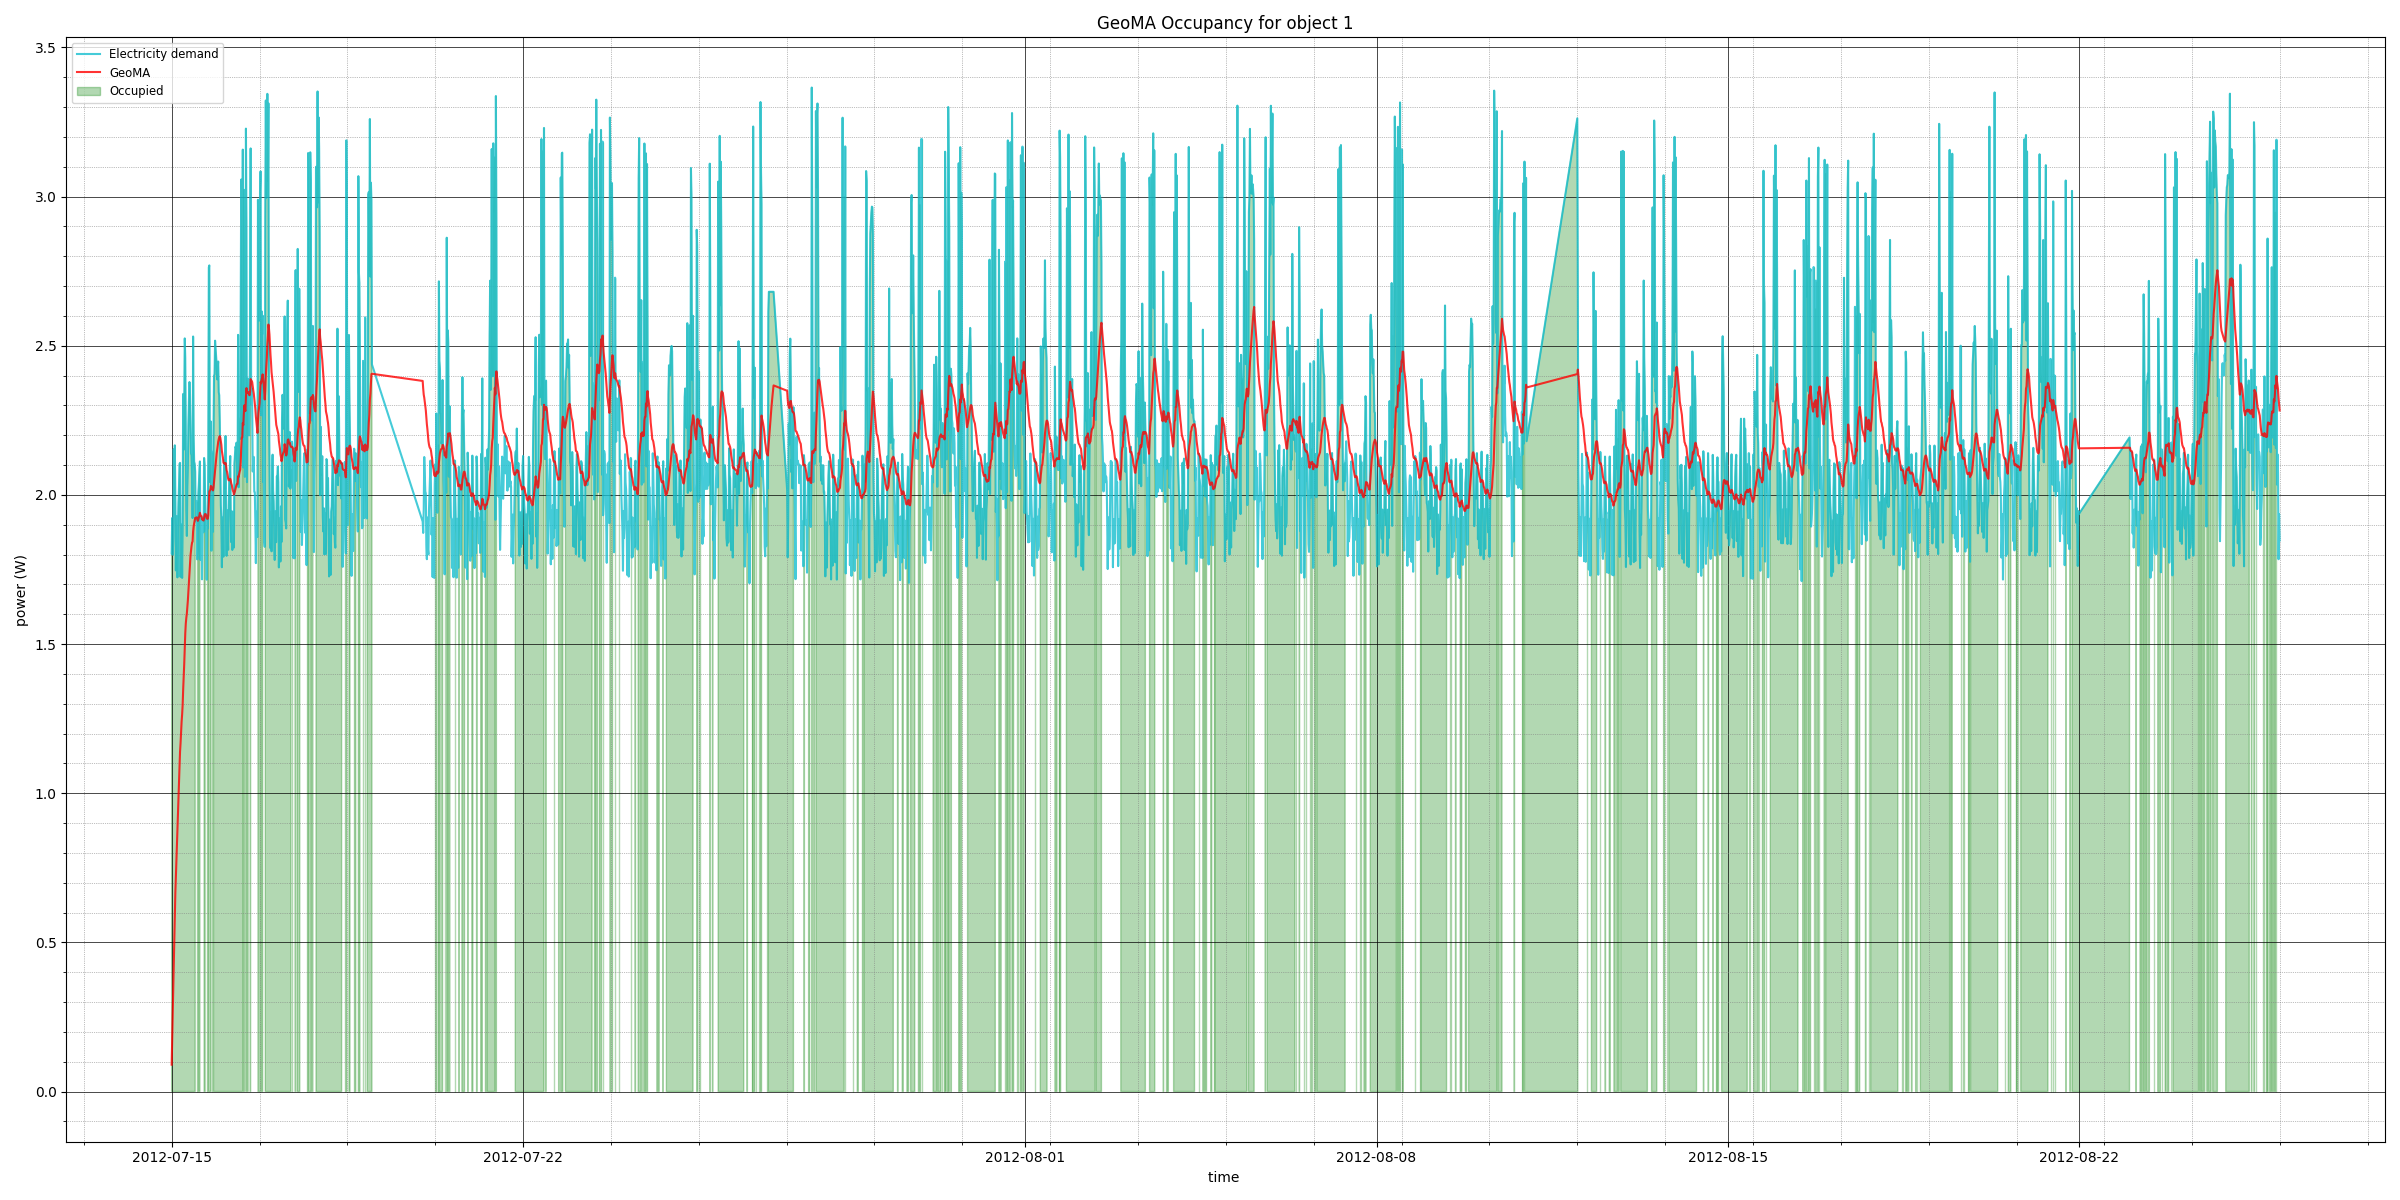 GeoMA Occupancy for object 1
Electricity demand
GeoMA
Occupied
3.5
3.0
2.5
2.0
1.5
1.0
0.5
0.0
power (W)
2012-07-15
2012-07-22
2012-08-01
2012-08-08
2012-08-15
2012-08-22
time